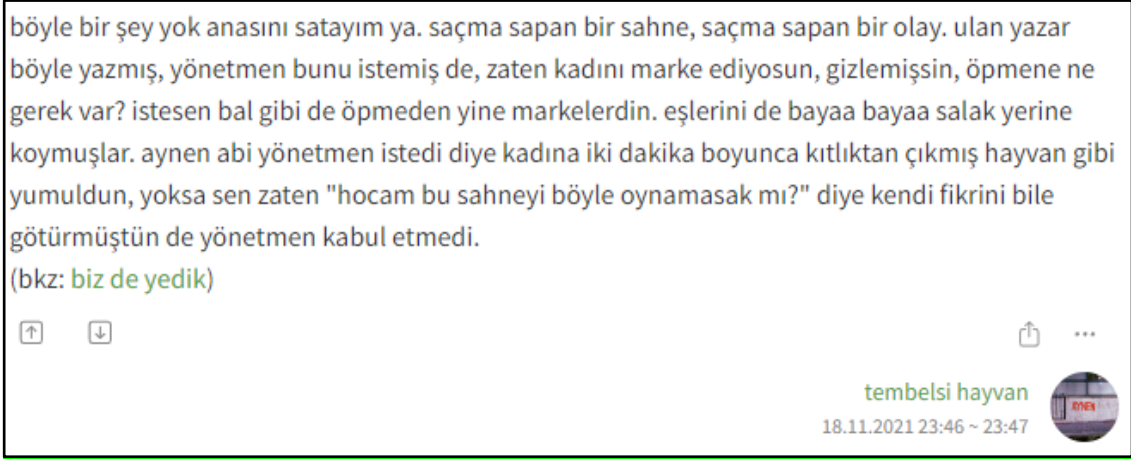 böyle bir şey yok anasını satayım ya. saçma sapan bir sahne, saçma sapan bir olay. ulan yazar
böyle yazmış, yönetmen bunu istemiş de, zaten kadını marke ediyosun, gizlemişsin, öpmene ne
gerek var? istesen bal gibi de öpmeden yine markelerdin. eşlerini de bayaa bayaa salak yerine
koymuşlar. aynen abi yönetmen istedi diye kadına iki dakika boyunca kıtlıktan çıkmış hayvan gibi
yumuldun, yoksa sen zaten "hocam bu sahneyi böyle oynamasak mı?" diye kendi fikrini bile
götürmüştün de yönetmen kabul etmedi.
(bkz: biz de yedik)
tembelsi hayvan
18.11.2021 23:46 ~ 23:47
AYNEN